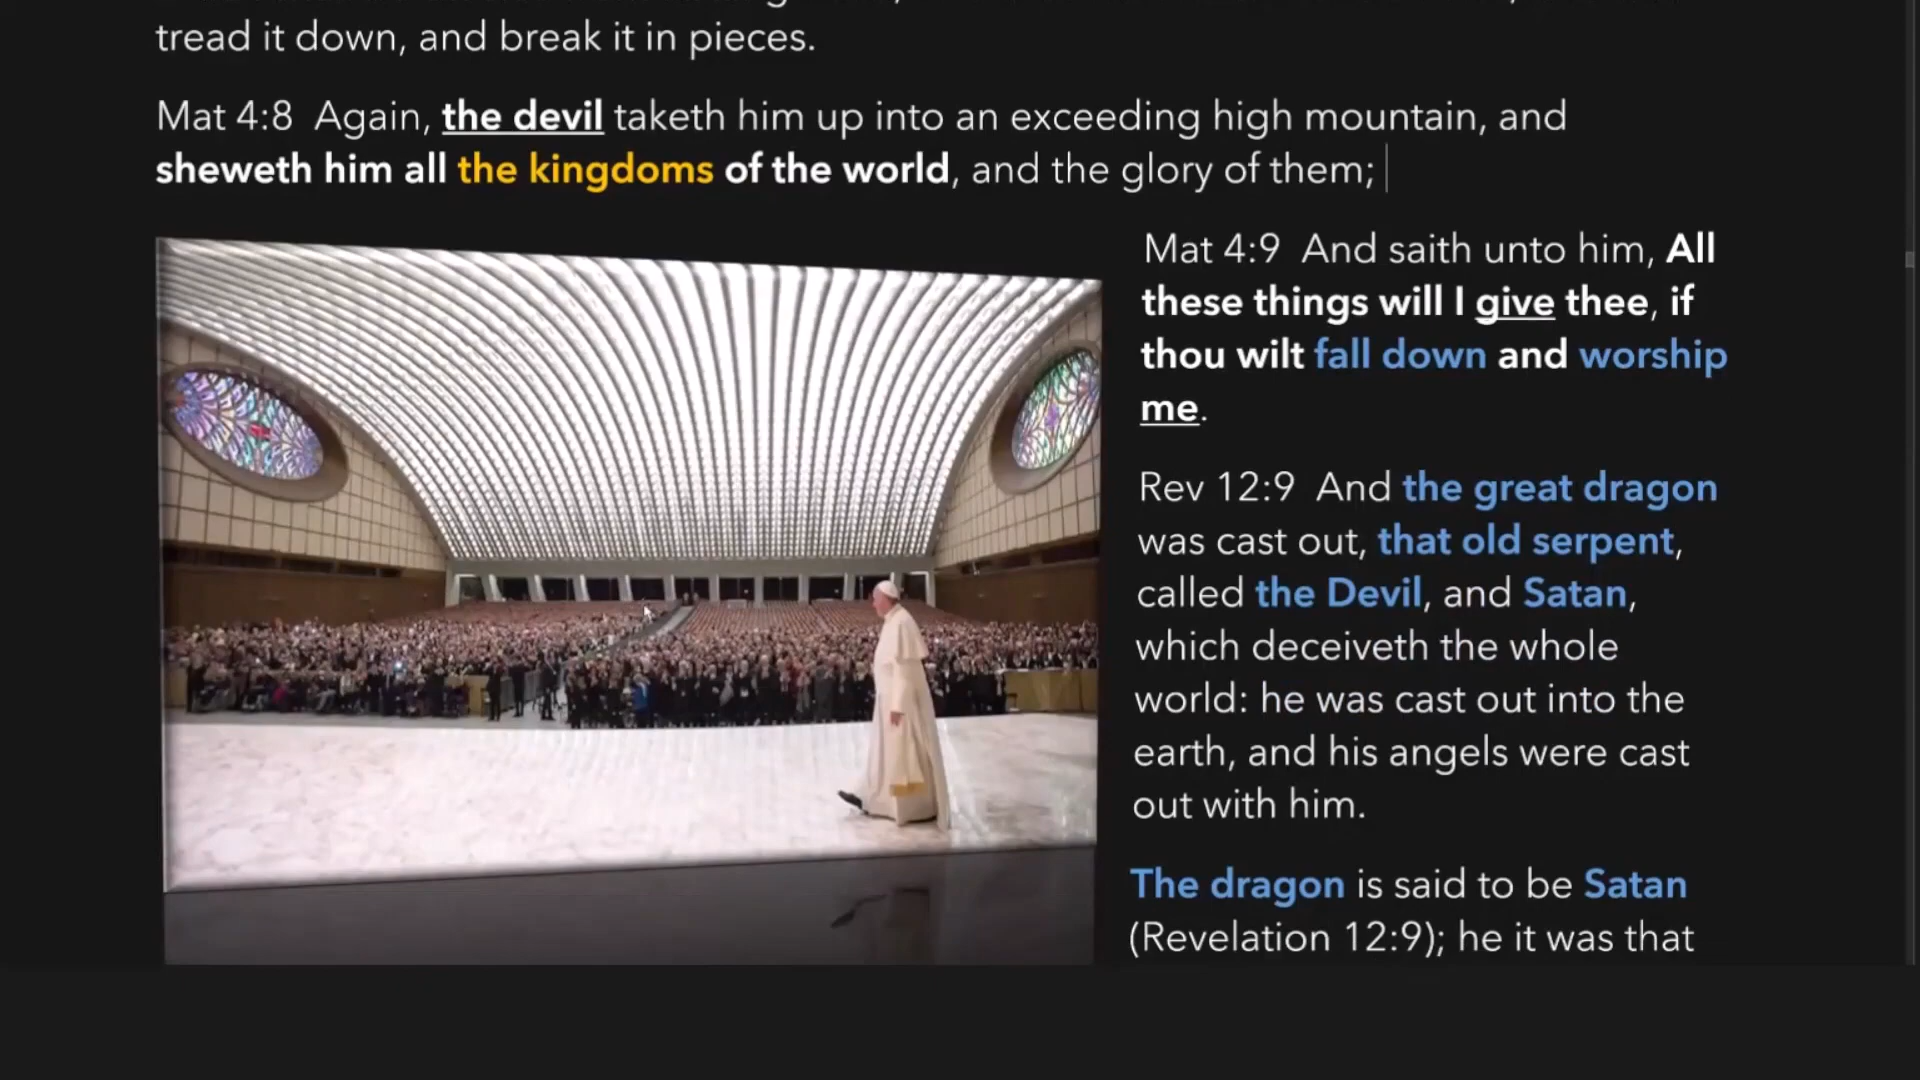 tread it down, and break it in pieces.
Mat 4:8 Again, the devil taketh him up into an exceeding high mountain, and
sheweth him all the kingdoms of the world, and the glory of them;
Mat 4:9 And saith unto him, All
these things will I give thee, if
thou wilt fall down and worship
me.
Rev 12:9 And the great dragon
was cast out, that old serpent,
called the Devil, and Satan,
which deceiveth the whole
world: he was cast out into the
earth, and his angels were cast
out with him.
The dragon is said to be Satan
(Revelation 12:9); he it was that